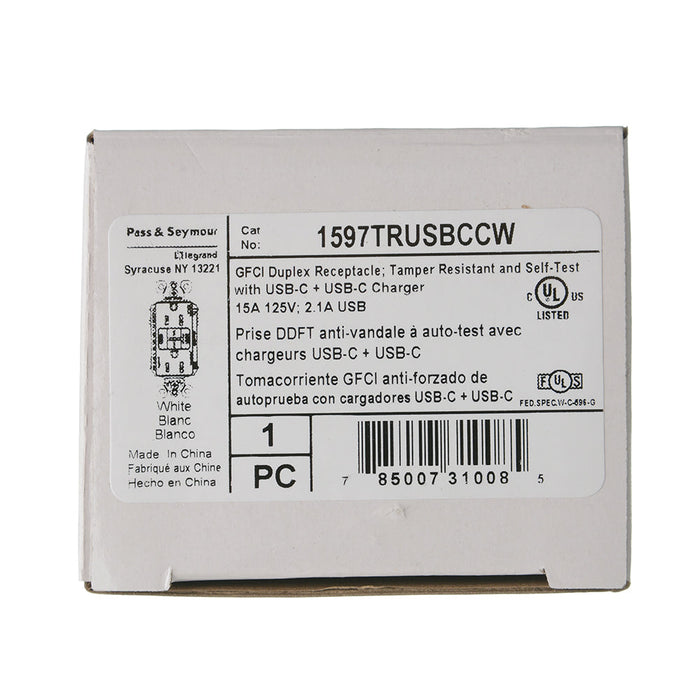 Pass & Seymour
legrand
Syracuse NY 13221
White
Blanc
Blanco
Made In China
Fabriqué aux Chine
Hecho en China
Cat
No:
1597TRUSBCCW
GFCI Duplex Receptacle; Tamper Resistant and Self-Test
with USB-C + USB-C Charger
15A 125V; 2.1A USB
Prise DDFT anti-vandale à auto-test avec
chargeurs USB-C + USB-C
Tomacorriente GFCI anti-forzado de
autoprueba con cargadores USB-C + USB-C
C UL US
LISTED
F UL S
FED.SPEC.W-C-596-G
1
PC
7 85007 31008 5